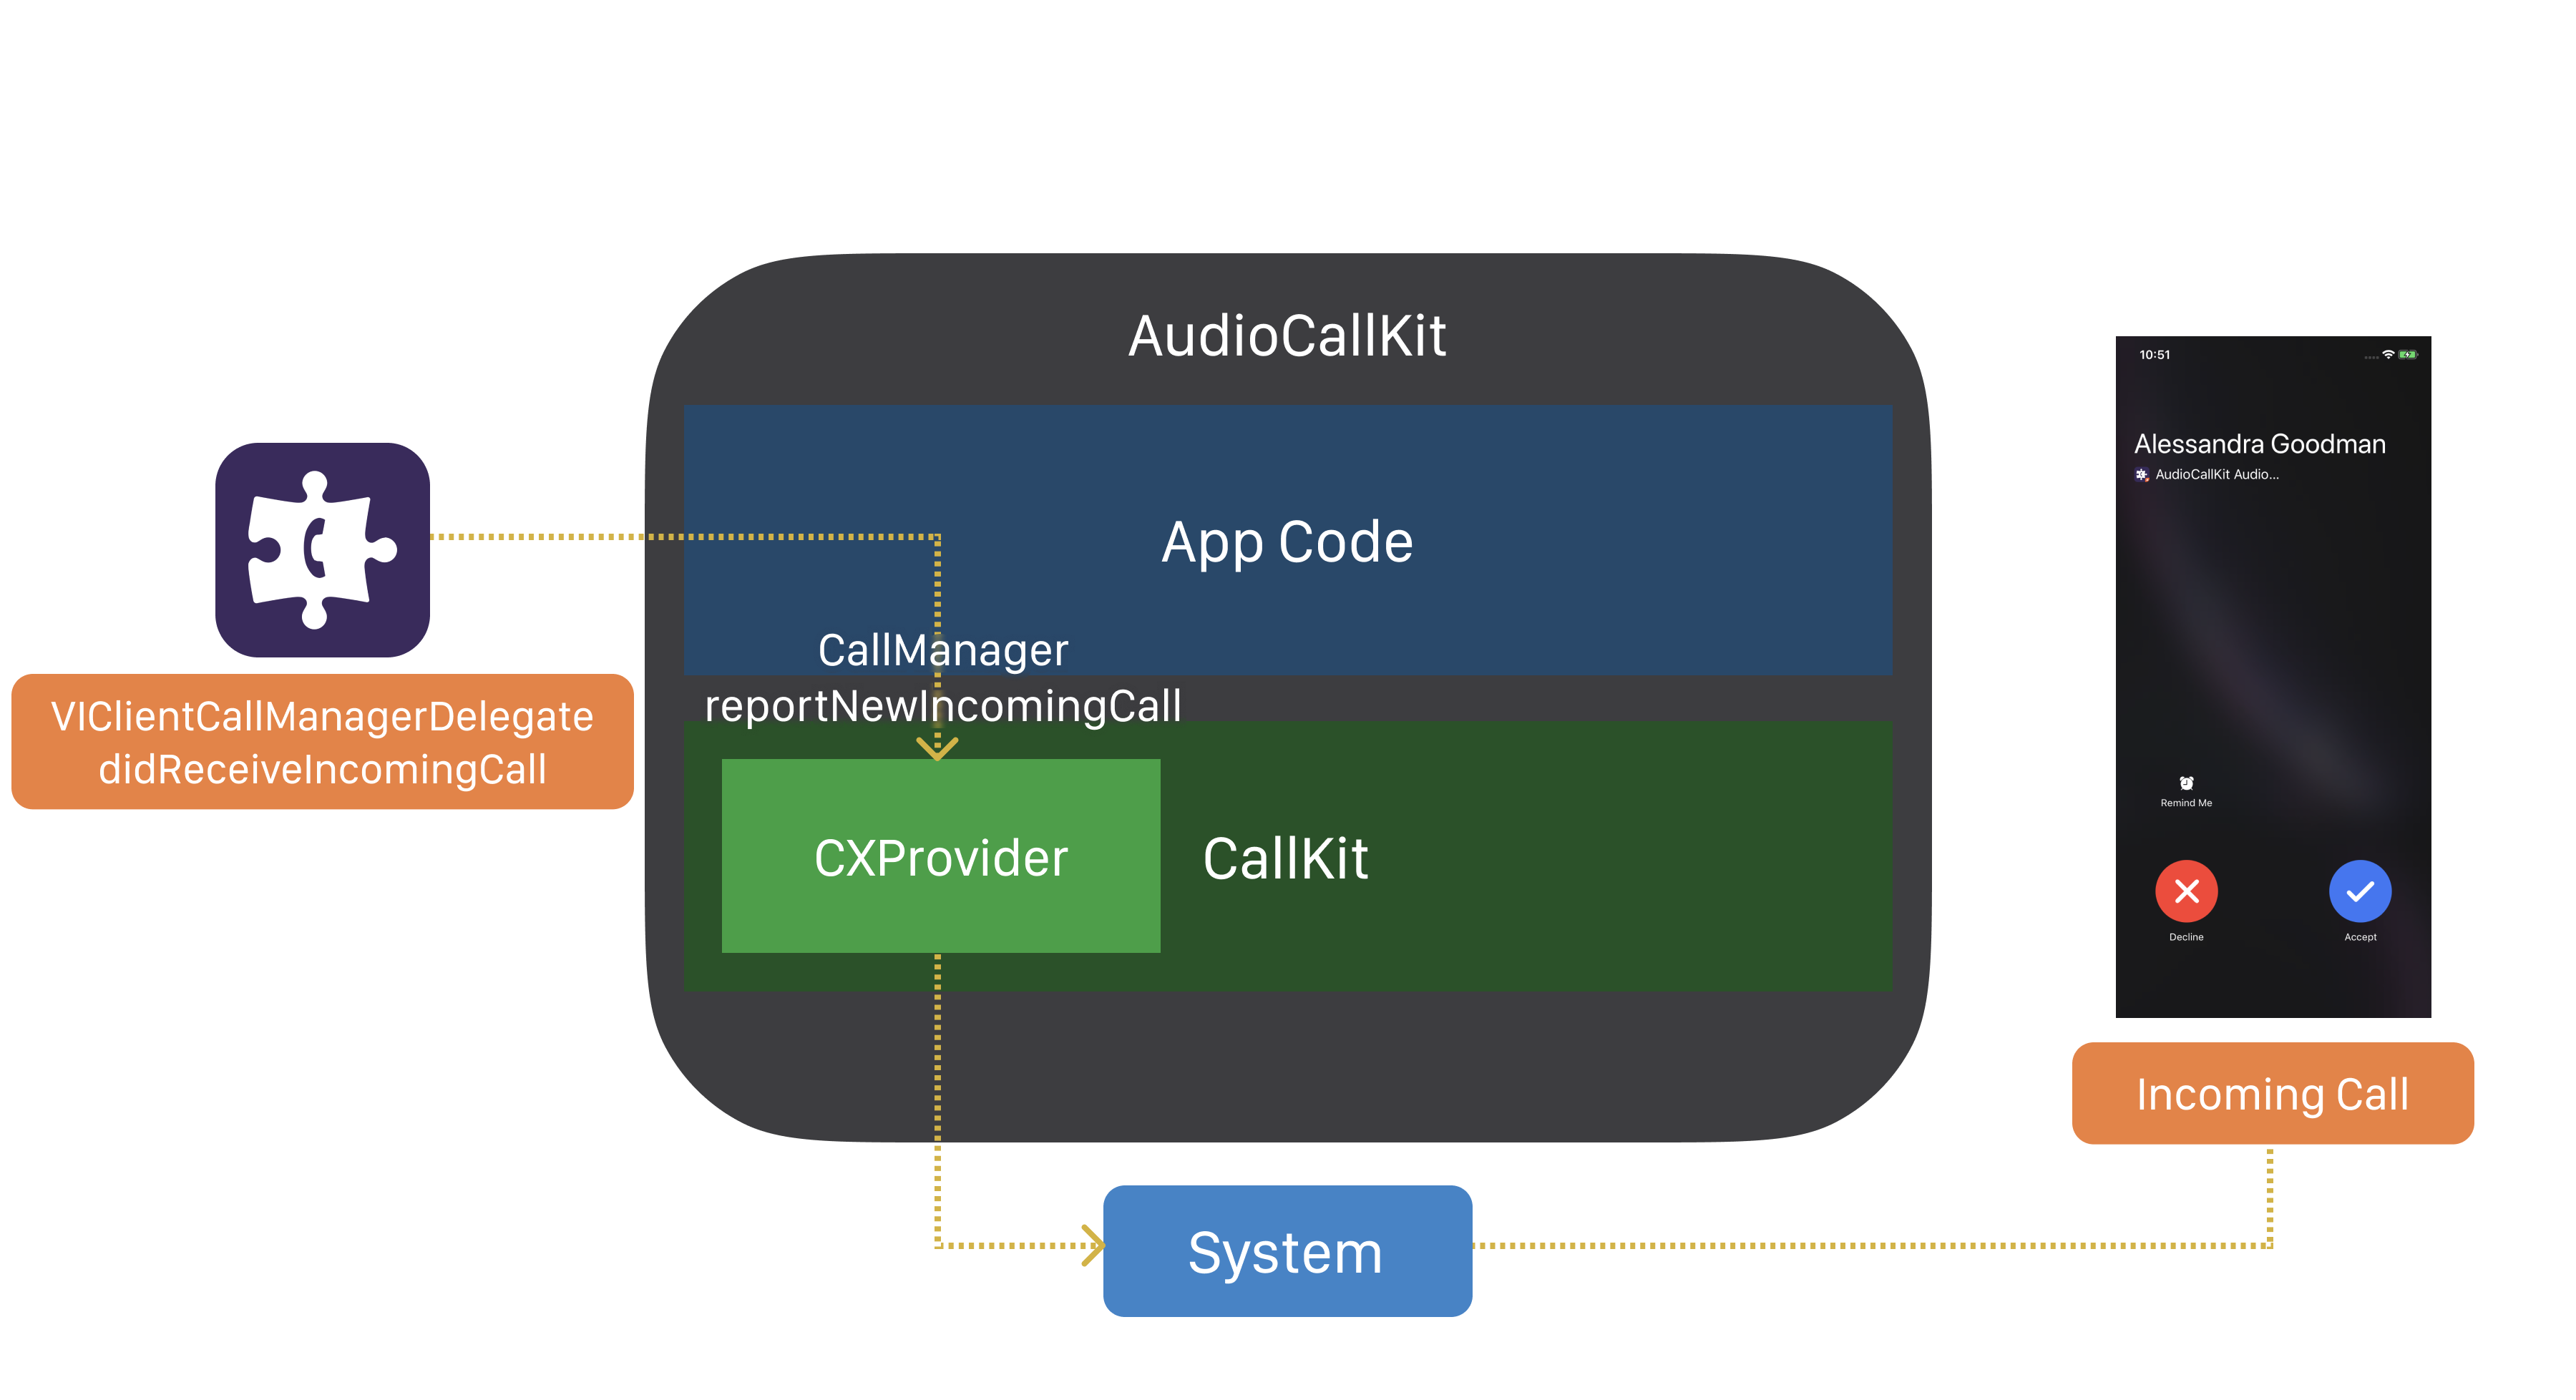 AudioCallKit
App Code
CallManager
reportNewIncomingCall
VIClientCallManagerDelegate
didReceiveIncomingCall
CXProvider
CallKit
System
10:51
Alessandra Goodman
AudioCallKit Audio...
Remind Me
Decline
Accept
Incoming Call